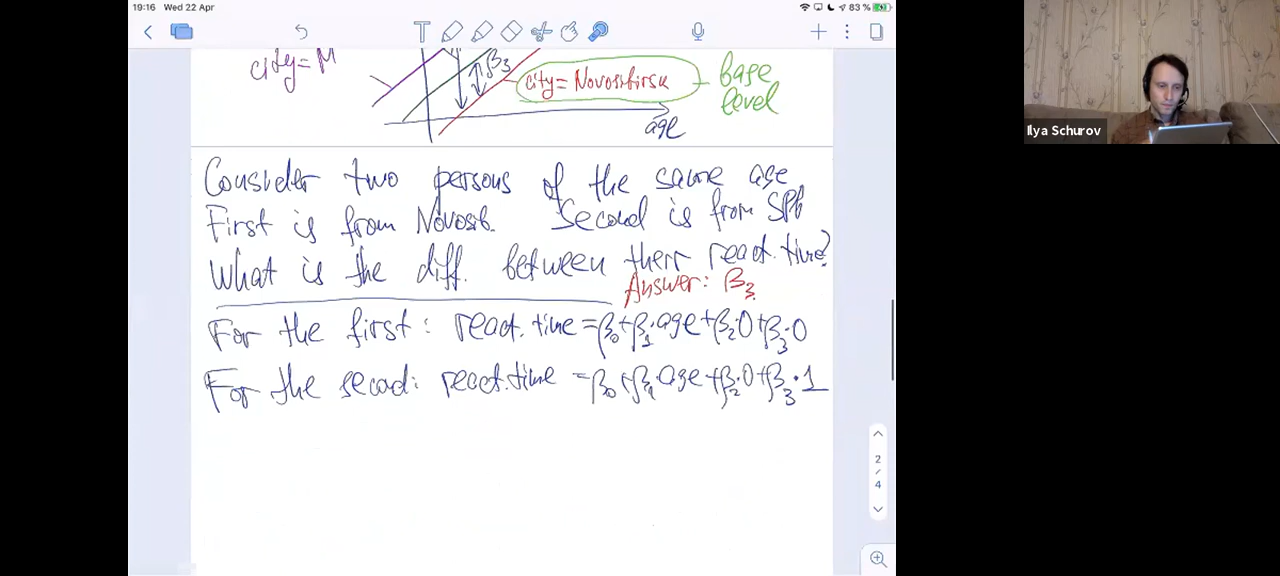 19:16 Wed 22 Apr
83 %
city= M
β3
city= Novosibirsk
base
level
age
Ilya Schurov
Consider two persons of the same age
First is from Novosib. Second is from SPb
What is the diff. between their react. time?
Answer: β3
For the first: react. time =β0+β1·age+β2·0+β3·0
For the second: react. time =β0+β1·age+β2·0+β3·1
2
/
4